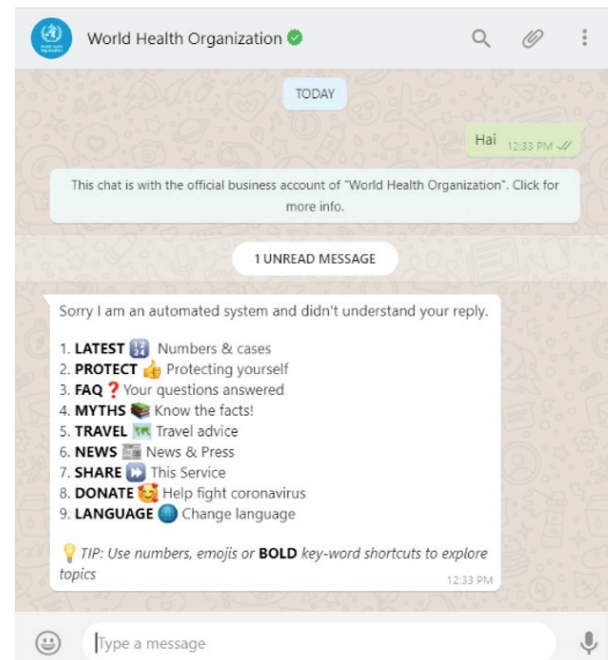 World Health Organization
TODAY
Hai 12:33 PM
This chat is with the official business account of "World Health Organization". Click for
more info.
1 UNREAD MESSAGE
Sorry I am an automated system and didn't understand your reply.
1. LATEST 🔢 Numbers & cases
2. PROTECT 👍 Protecting yourself
3. FAQ ❓ Your questions answered
4. MYTHS 📚 Know the facts!
5. TRAVEL 🗺️ Travel advice
6. NEWS 📰 News & Press
7. SHARE ⏩ This Service
8. DONATE 🥰 Help fight coronavirus
9. LANGUAGE 🌐 Change language
💡 TIP: Use numbers, emojis or BOLD key-word shortcuts to explore
topics
12:33 PM
Type a message